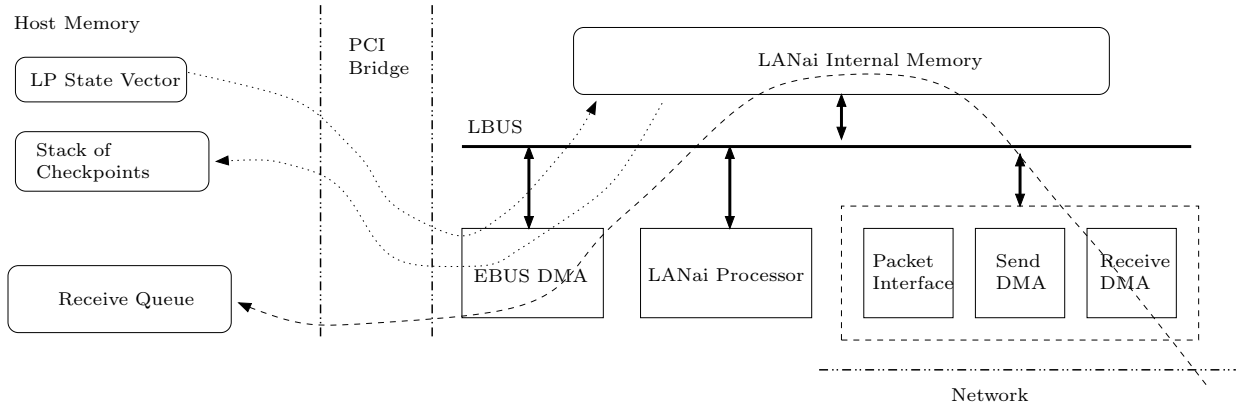 Host Memory
PCI
Bridge
LANai Internal Memory
LP State Vector
Stack of
Checkpoints
LBUS
Receive Queue
EBUS DMA
LANai Processor
Packet
Interface
Send
DMA
Receive
DMA
Network